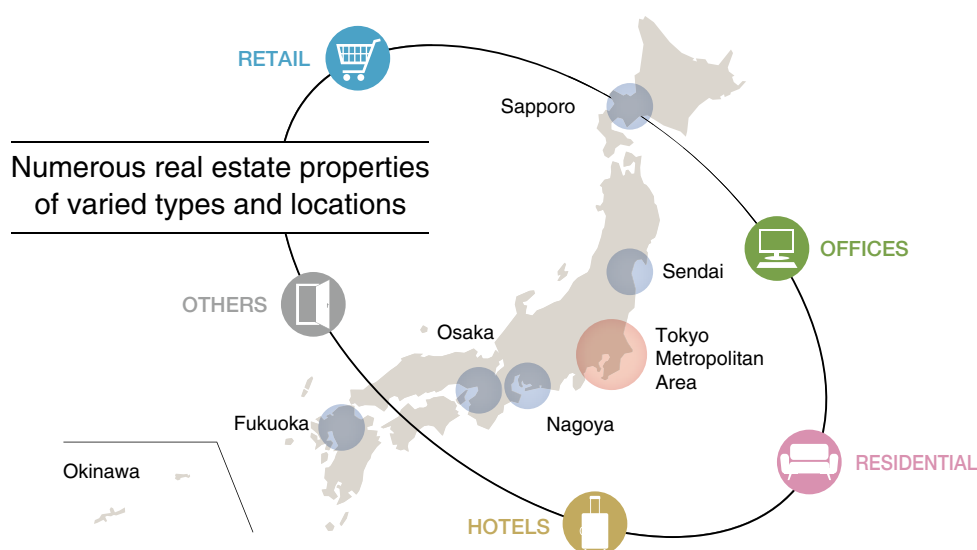 RETAIL
Sapporo
Numerous real estate properties
of varied types and locations
OFFICES
Sendai
OTHERS
Osaka
Tokyo
Metropolitan
Area
Fukuoka
Nagoya
Okinawa
RESIDENTIAL
HOTELS